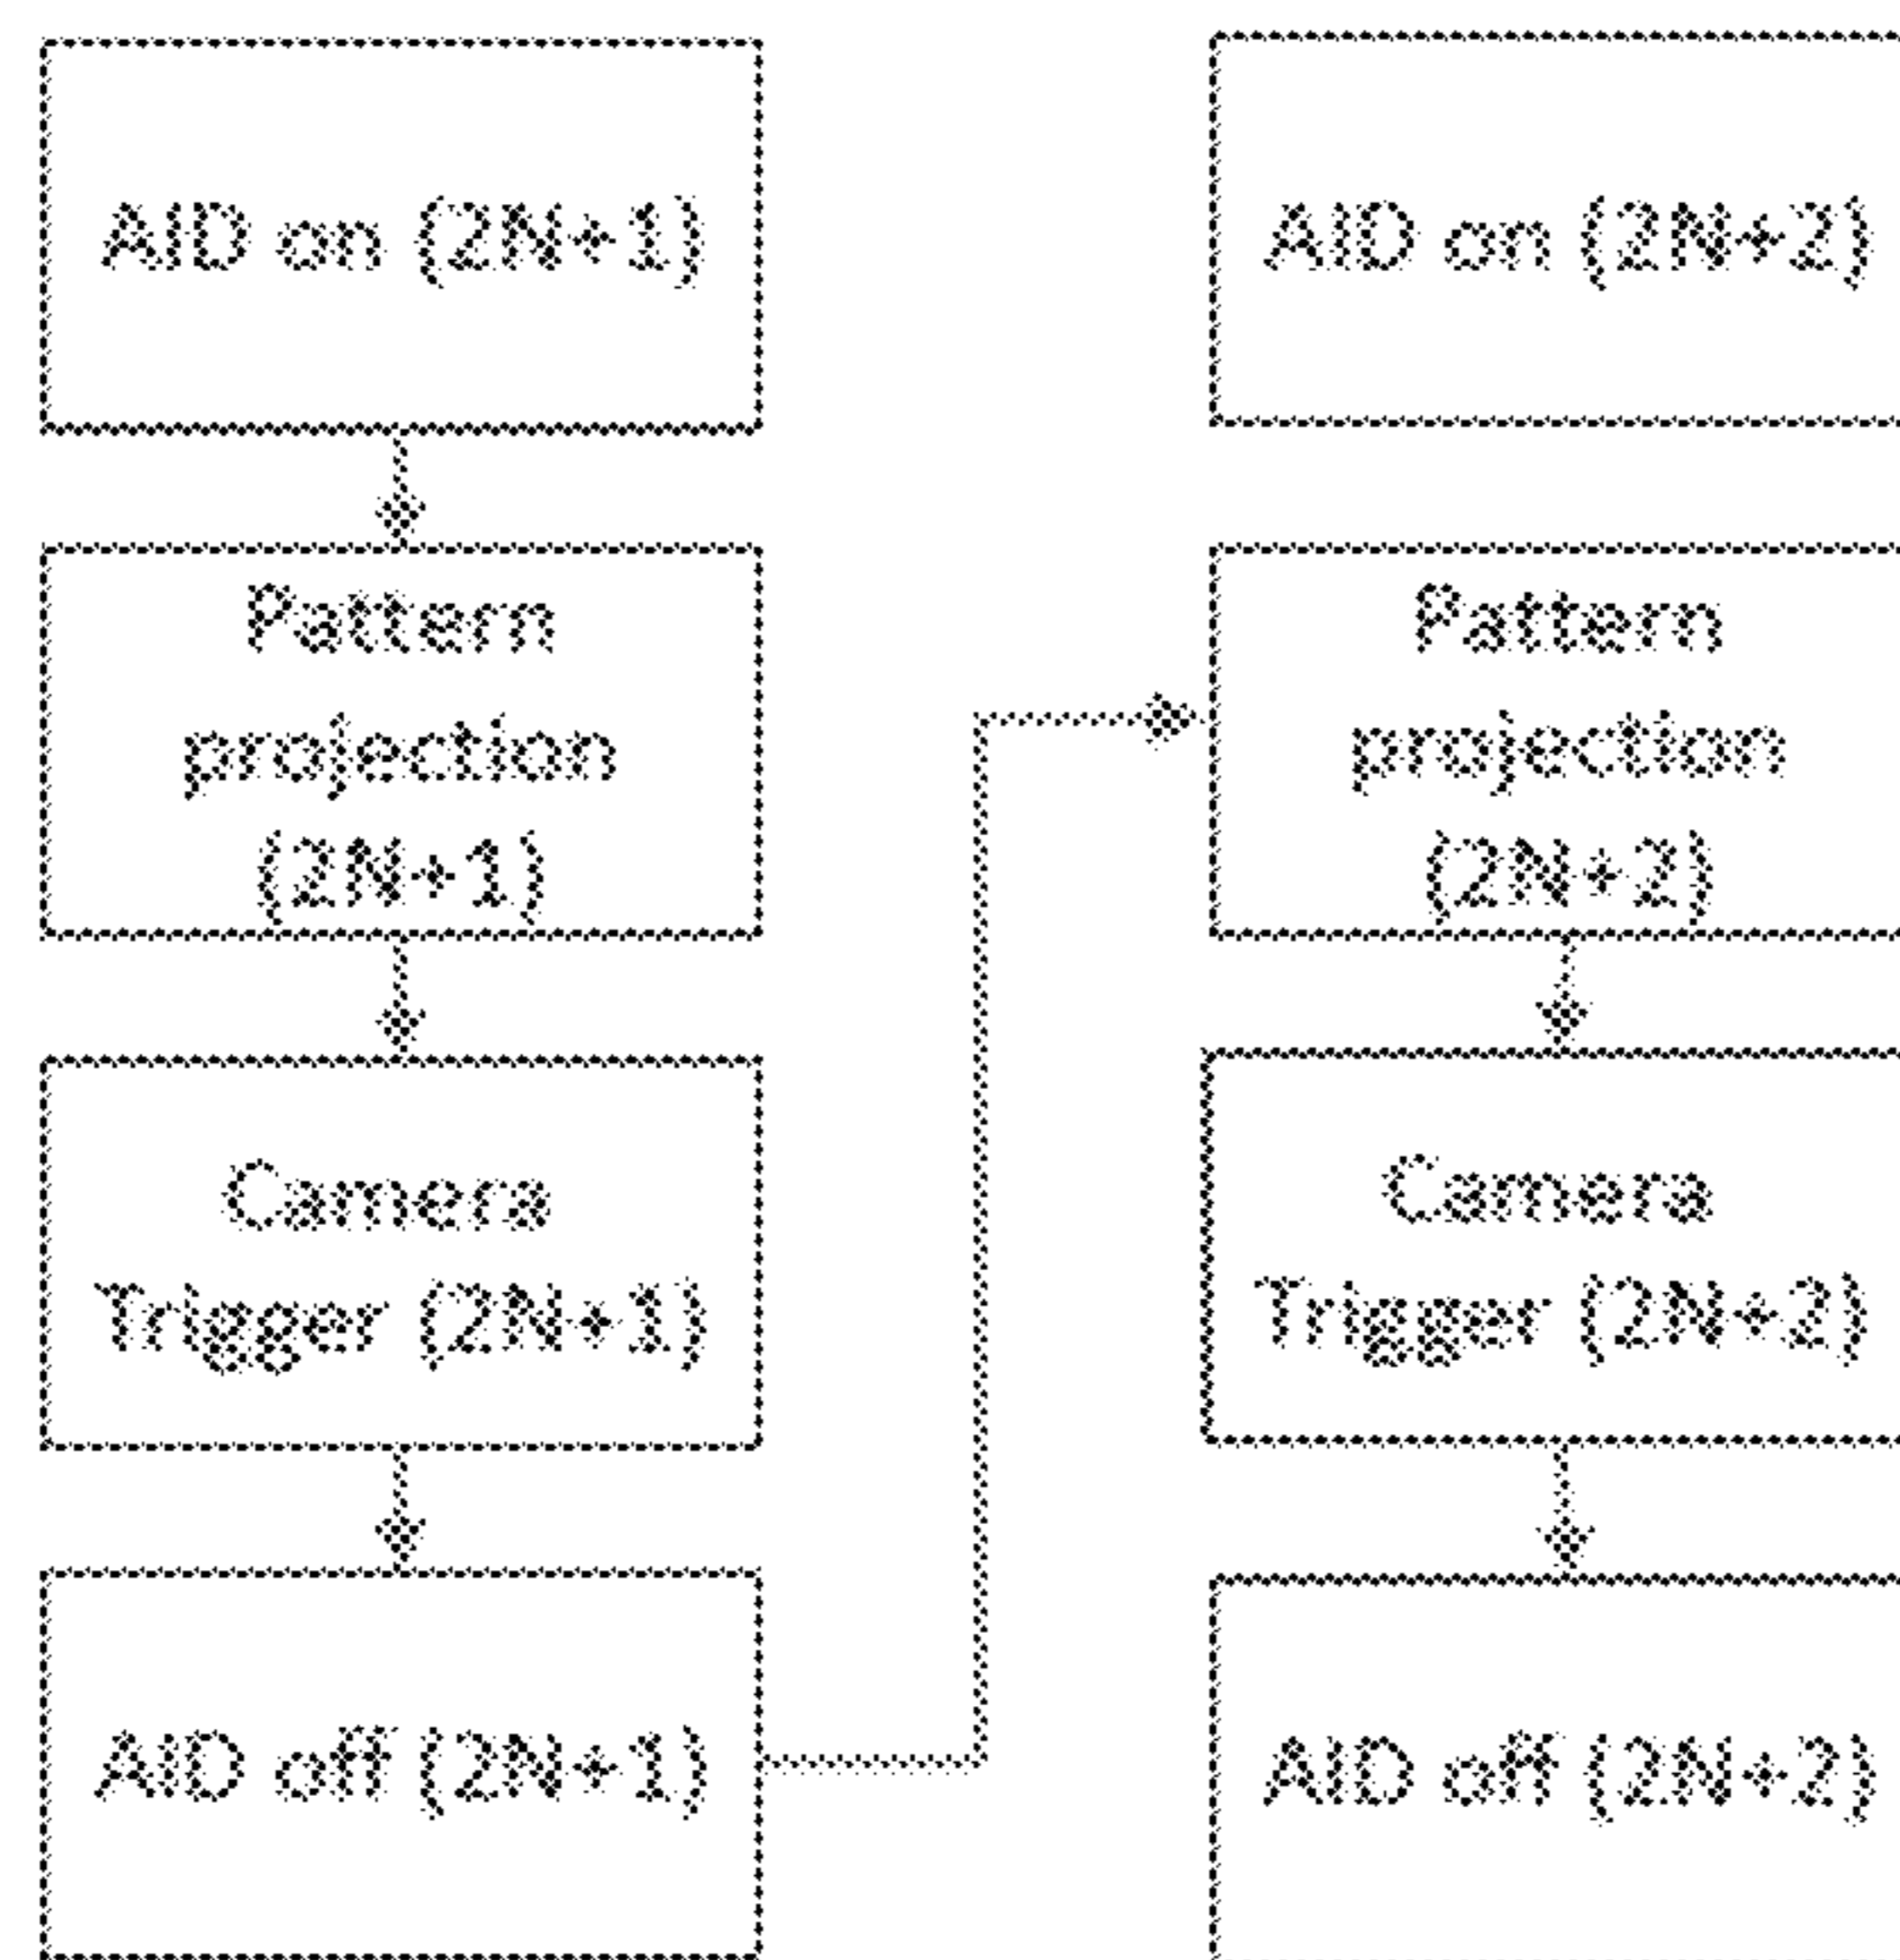 AID on (2N+1)
Pattern
projection
(2N+1)
Camera
Trigger (2N+1)
AID off (2N+1)
AID on (2N+2)
Pattern
projection
(2N+2)
Camera
Trigger (2N+2)
AID off (2N+2)